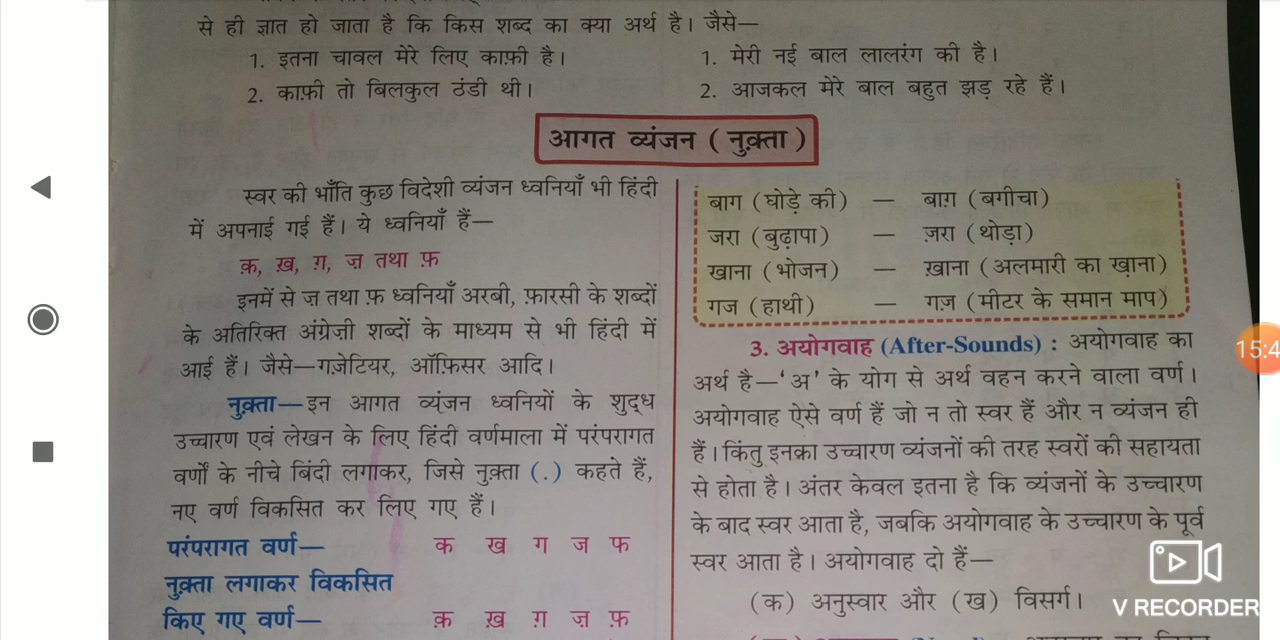 से ही ज्ञात हो जाता है कि किस शब्द का क्या अर्थ है। जैसे—
1. इतना चावल मेरे लिए काफ़ी है।
2. काफ़ी तो बिलकुल ठंडी थी।
1. मेरी नई बाल लालरंग की है।
2. आजकल मेरे बाल बहुत झड़ रहे हैं।
आगत व्यंजन ( नुक़्ता )
स्वर की भाँति कुछ विदेशी व्यंजन ध्वनियाँ भी हिंदी
में अपनाई गई हैं। ये ध्वनियाँ हैं—
क़, ख़, ग़, ज़ तथा फ़
इनमें से ज़ तथा फ़ ध्वनियाँ अरबी, फ़ारसी के शब्दों
के अतिरिक्त अंग्रेज़ी शब्दों के माध्यम से भी हिंदी में
आई हैं। जैसे—गज़ेटियर, ऑफ़िसर आदि।
नुक़्ता—इन आगत व्यंजन ध्वनियों के शुद्ध
उच्चारण एवं लेखन के लिए हिंदी वर्णमाला में परंपरागत
वर्णों के नीचे बिंदी लगाकर, जिसे नुक़्ता (.) कहते हैं,
नए वर्ण विकसित कर लिए गए हैं।
परंपरागत वर्ण— क ख ग ज फ
नुक़्ता लगाकर विकसित
किए गए वर्ण— क़ ख़ ग़ ज़ फ़
बाग (घोड़े की) — बाग़ (बगीचा)
जरा (बुढ़ापा) — ज़रा (थोड़ा)
खाना (भोजन) — ख़ाना (अलमारी का ख़ाना)
गज (हाथी) — गज़ (मीटर के समान माप)
3. अयोगवाह (After-Sounds) : अयोगवाह का
अर्थ है—'अ' के योग से अर्थ वहन करने वाला वर्ण।
अयोगवाह ऐसे वर्ण हैं जो न तो स्वर हैं और न व्यंजन ही
हैं। किंतु इनका उच्चारण व्यंजनों की तरह स्वरों की सहायता
से होता है। अंतर केवल इतना है कि व्यंजनों के उच्चारण
के बाद स्वर आता है, जबकि अयोगवाह के उच्चारण के पूर्व
स्वर आता है। अयोगवाह दो हैं—
(क) अनुस्वार और (ख) विसर्ग।
15:4
V RECORDER